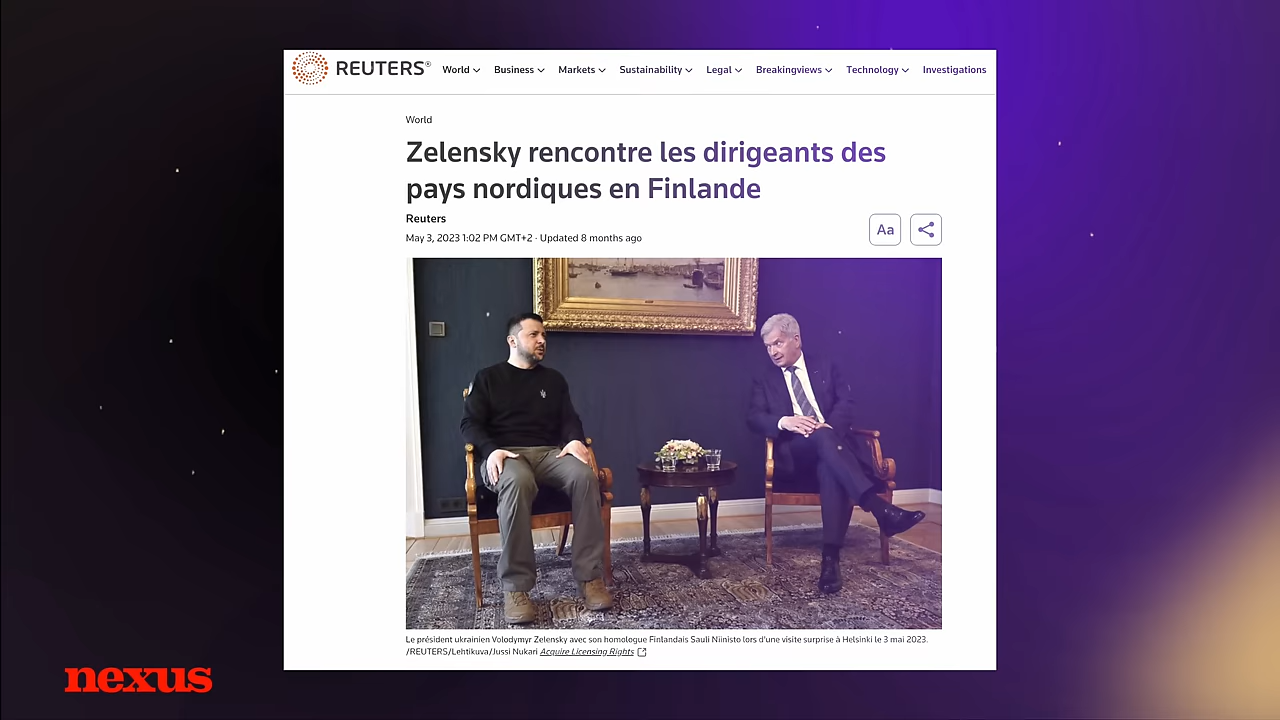 REUTERS®
World Business Markets Sustainability Legal Breakingviews Technology Investigations
World
Zelensky rencontre les dirigeants des
pays nordiques en Finlande
Reuters
May 3, 2023 1:02 PM GMT+2 · Updated 8 months ago
Aa
Le président ukrainien Volodymyr Zelensky avec son homologue Finlandais Sauli Niinisto lors d'une visite surprise à Helsinki le 3 mai 2023.
/REUTERS/Lehtikuva/Jussi Nukari Acquire Licensing Rights
nexus